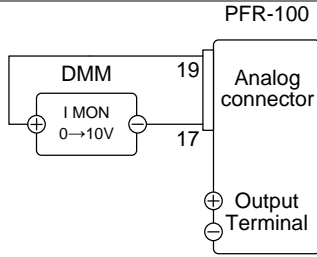 PFR-100
DMM
19
I MON
0→10V
17
Analog
connector
Output
Terminal